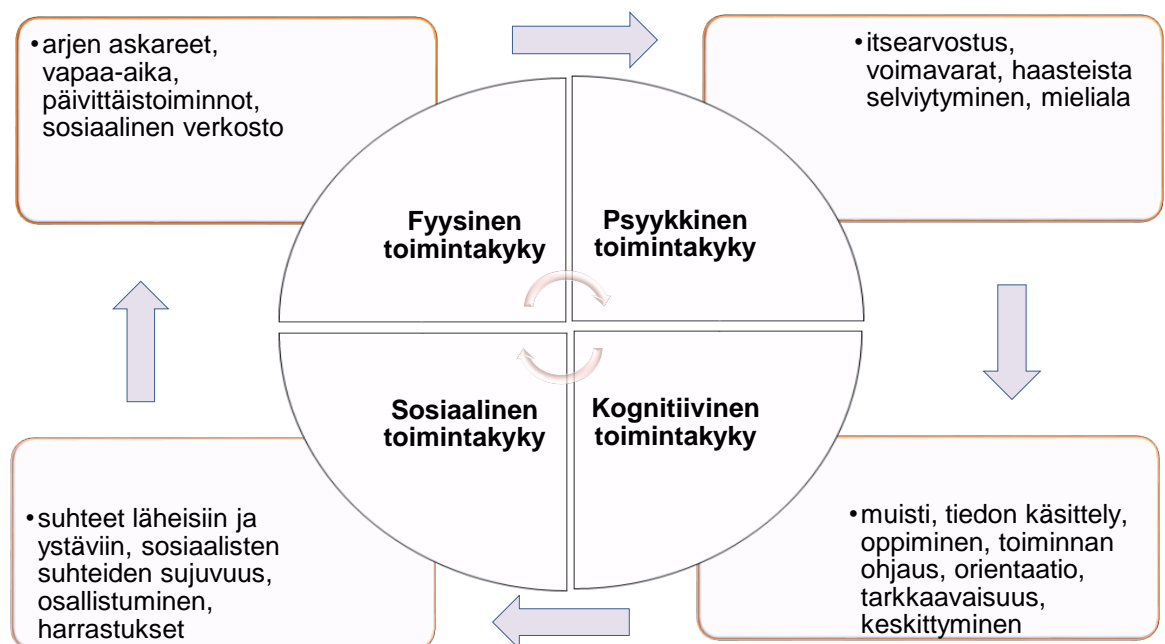 •arjen askareet,
vapaa-aika,
päivittäistoiminnot,
sosiaalinen verkosto
•itsearvostus,
voimavarat, haasteista
selviytyminen, mieliala
Fyysinen
toimintakyky
Psyykkinen
toimintakyky
Sosiaalinen
toimintakyky
Kognitiivinen
toimintakyky
•suhteet läheisiin ja
ystäviin, sosiaalisten
suhteiden sujuvuus,
osallistuminen,
harrastukset
•muisti, tiedon käsittely,
oppiminen, toiminnan
ohjaus, orientaatio,
tarkkaavaisuus,
keskittyminen